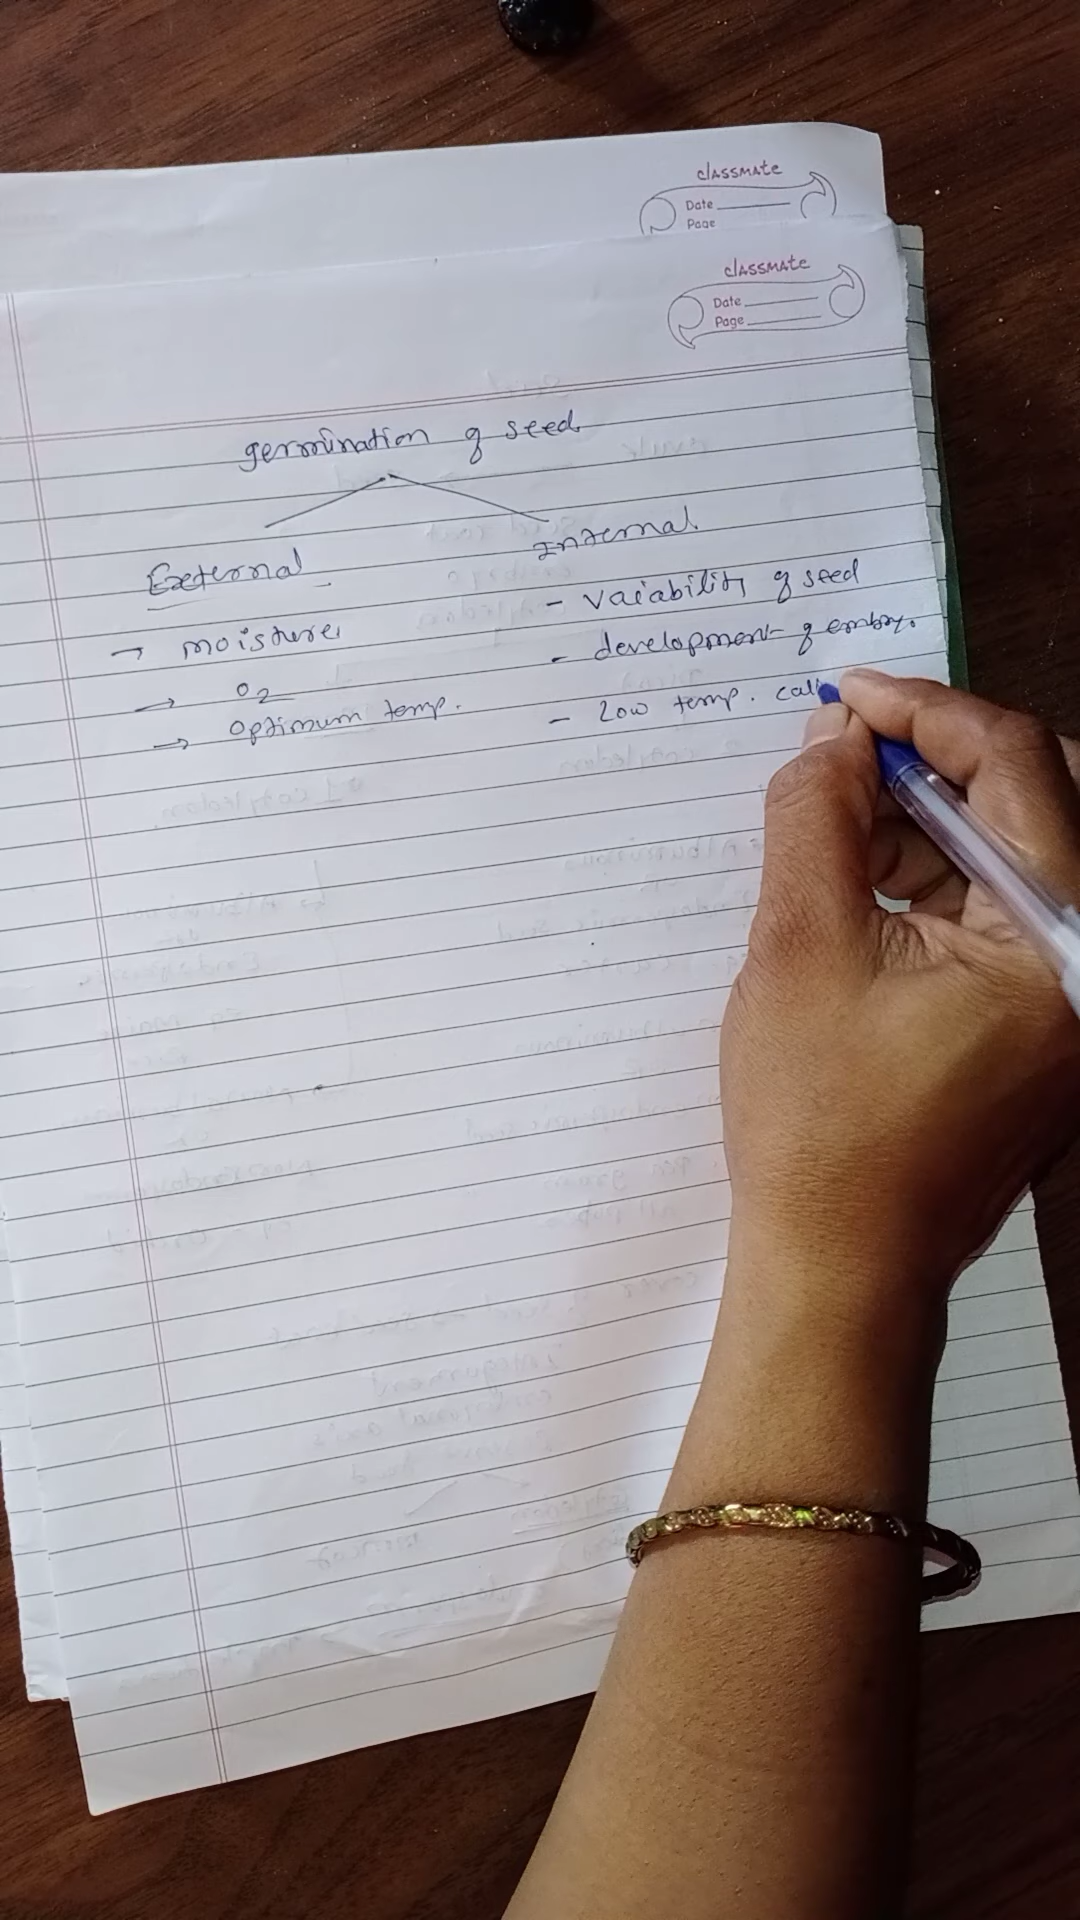 classmate
Date
Page
classmate
Date
Page
germination of seed
External
Internal
→ moisture
→ O2
→ Optimum temp.
- Vaiability of seed
- development of embryo
- Low temp. call